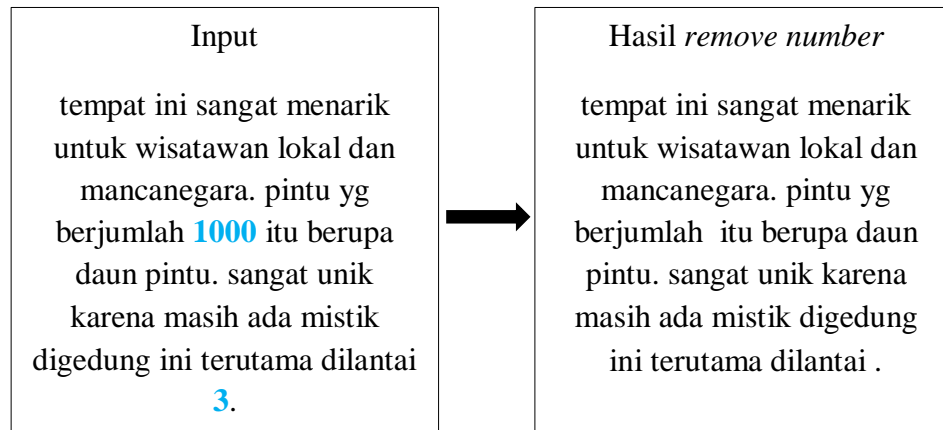 Input
tempat ini sangat menarik
untuk wisatawan lokal dan
mancanegara. pintu yg
berjumlah 1000 itu berupa
daun pintu. sangat unik
karena masih ada mistik
digedung ini terutama dilantai
3.
Hasil remove number
tempat ini sangat menarik
untuk wisatawan lokal dan
mancanegara. pintu yg
berjumlah  itu berupa daun
pintu. sangat unik karena
masih ada mistik digedung
ini terutama dilantai .